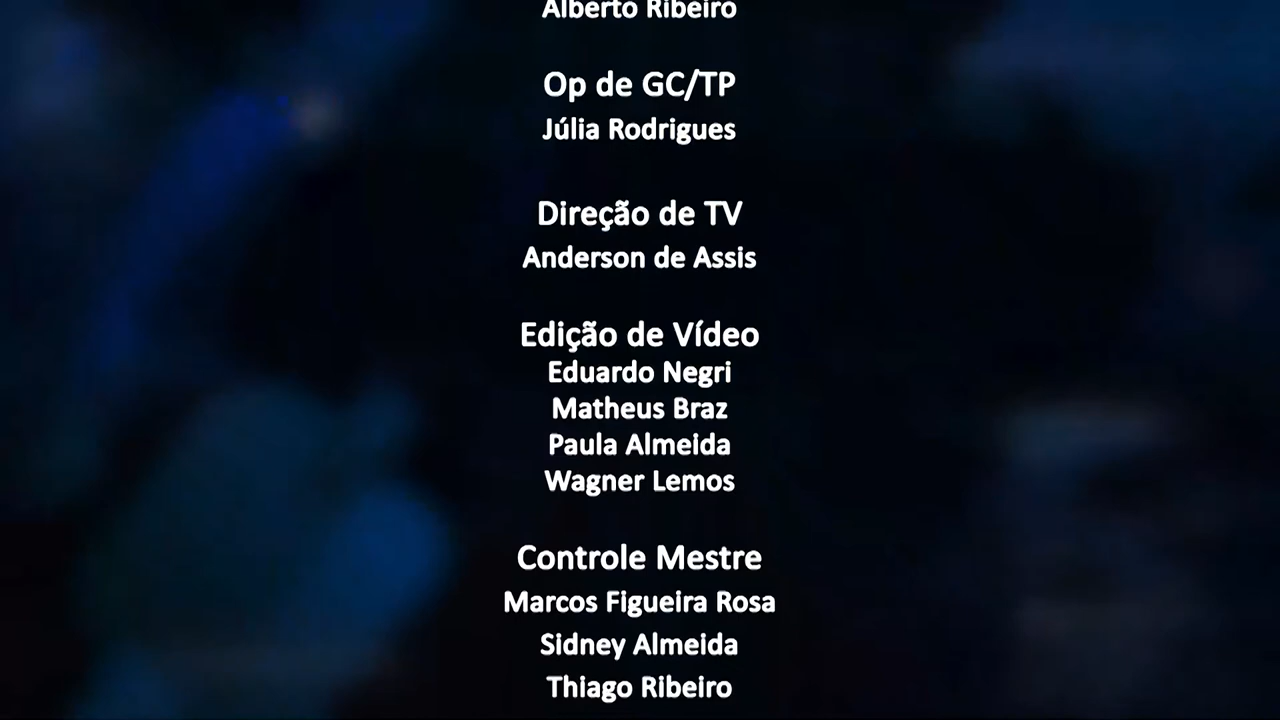 Alberto Ribeiro
Op de GC/TP
Júlia Rodrigues
Direção de TV
Anderson de Assis
Edição de Vídeo
Eduardo Negri
Matheus Braz
Paula Almeida
Wagner Lemos
Controle Mestre
Marcos Figueira Rosa
Sidney Almeida
Thiago Ribeiro